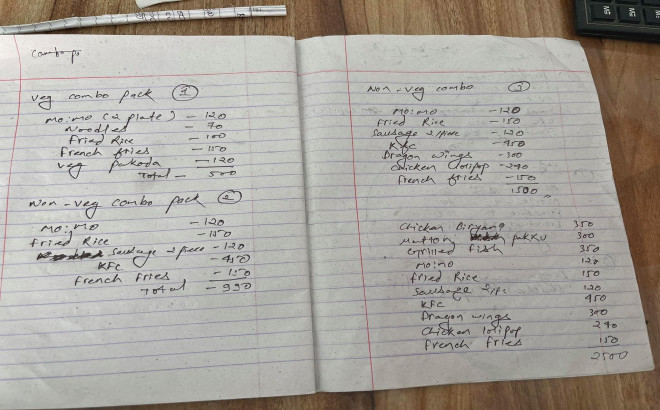 Combo pa
Veg combo pack ①
Mo:mo (2 plate) - 120
Noodles - 70
Fried Rice - 100
French fries - 150
Veg pakoda - 120
Total - 500
Non-veg combo pack ②
Mo:Mo - 120
Fried Rice - 150
Sausage 2 piece - 120
KFC - 450
French Fries - 150
Total - 990
Non-veg combo ③
Mo:mo - 120
Fried Rice - 150
Sausage 2 piece - 120
KFC - 450
Dragon wings - 300
Chicken lolipop - 240
French fries - 150
1500
Chicken Biryani 350
Muttong pakku 300
Grilled Fish 350
Mo:mo 120
Fried Rice 150
Sausage 2/pc 120
KFC 450
Dragon wings 300
Chicken lolipop 240
French Fries 150
2500